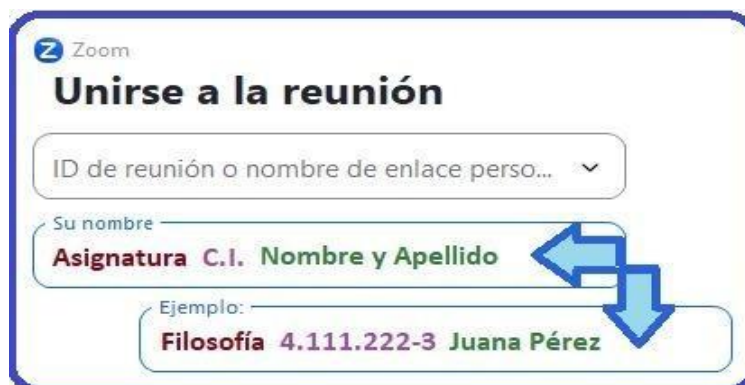 Zoom
Unirse a la reunión
ID de reunión o nombre de enlace perso...
Su nombre
Asignatura C.I. Nombre y Apellido
Ejemplo:
Filosofía 4.111.222-3 Juana Pérez